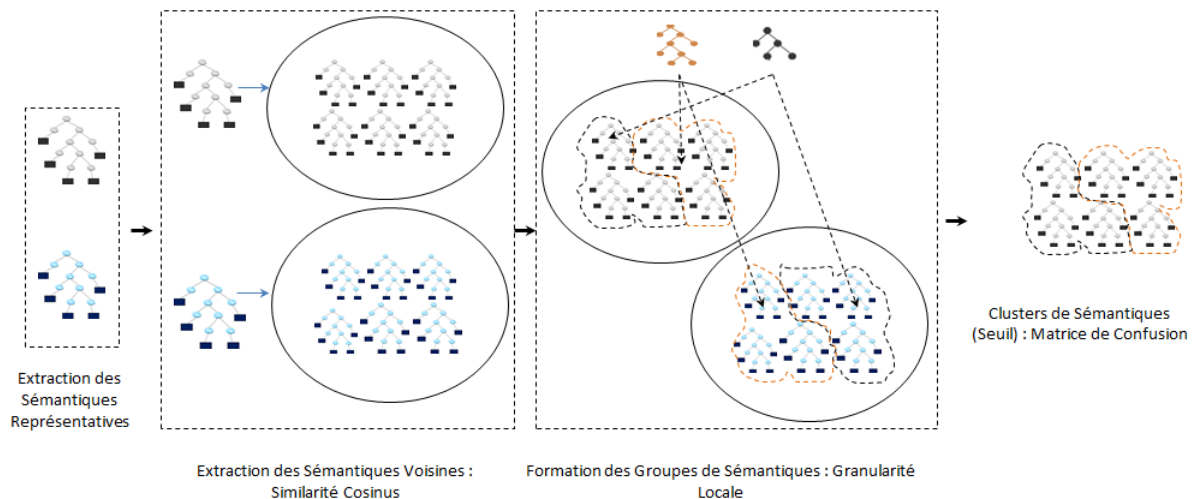 Extraction des
Sémantiques
Représentatives
Extraction des Sémantiques Voisines :
Similarité Cosinus
Formation des Groupes de Sémantiques : Granularité
Locale
Clusters de Sémantiques
(Seuil) : Matrice de Confusion